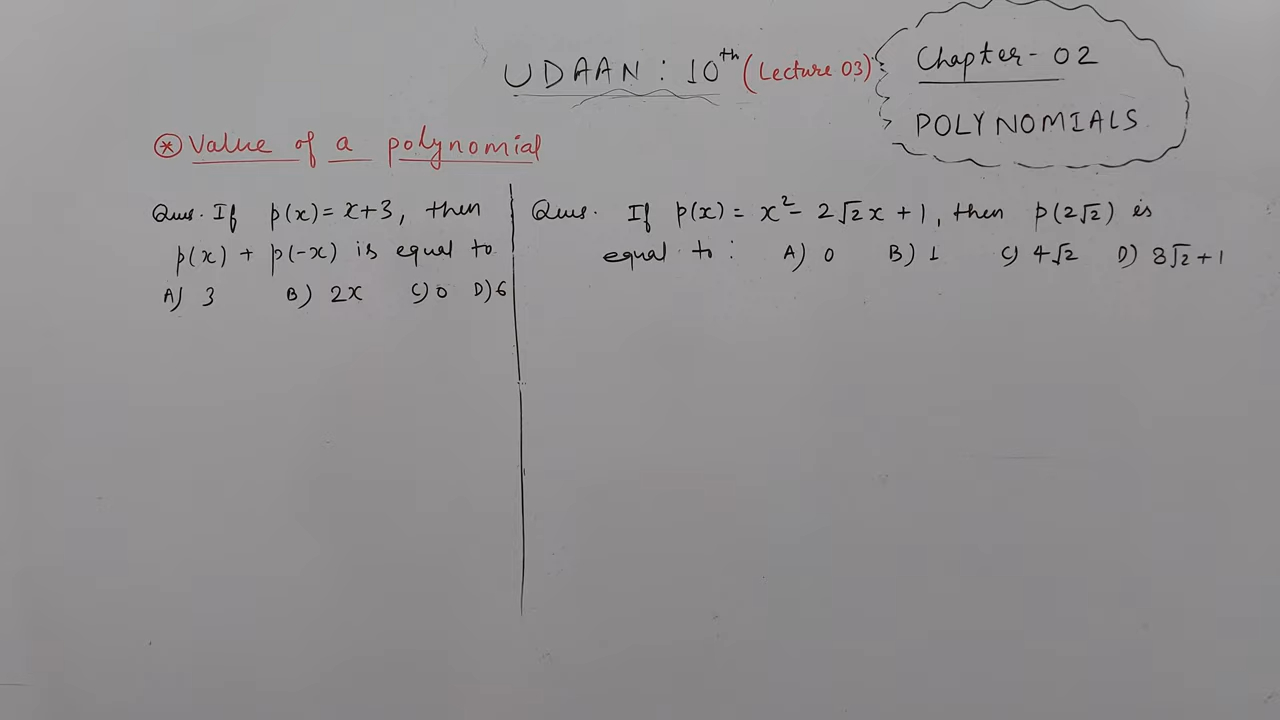 UDAAN : 10th (Lecture 03)
Chapter - 02
POLYNOMIALS
* Value of a polynomial
Ques. If p(x) = x+3, then
p(x) + p(-x) is equal to
A) 3 B) 2x C) 0 D) 6
Ques. If p(x) = x² - 2√2x + 1, then p(2√2) is
equal to : A) 0 B) 1 C) 4√2 D) 8√2 + 1